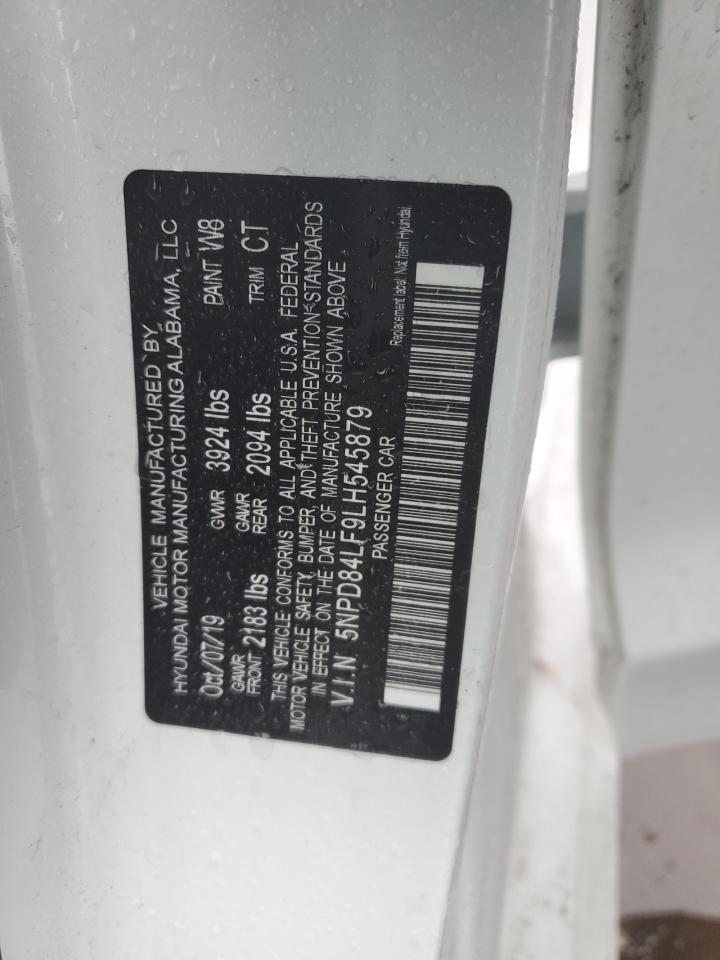 VEHICLE MANUFACTURED BY
HYUNDAI MOTOR MANUFACTURING ALABAMA, LLC
Oct/07/19 GVWR 3924 lbs PAINT W8
GAWR FRONT 2183 lbs GAWR REAR 2094 lbs TRIM CT
THIS VEHICLE CONFORMS TO ALL APPLICABLE U.S.A. FEDERAL
MOTOR VEHICLE SAFETY, BUMPER, AND THEFT PREVENTION STANDARDS
IN EFFECT ON THE DATE OF MANUFACTURE SHOWN ABOVE
V.I.N 5NPD84LF9LH545879
PASSENGER CAR
Replacement label: Not from Hyundai